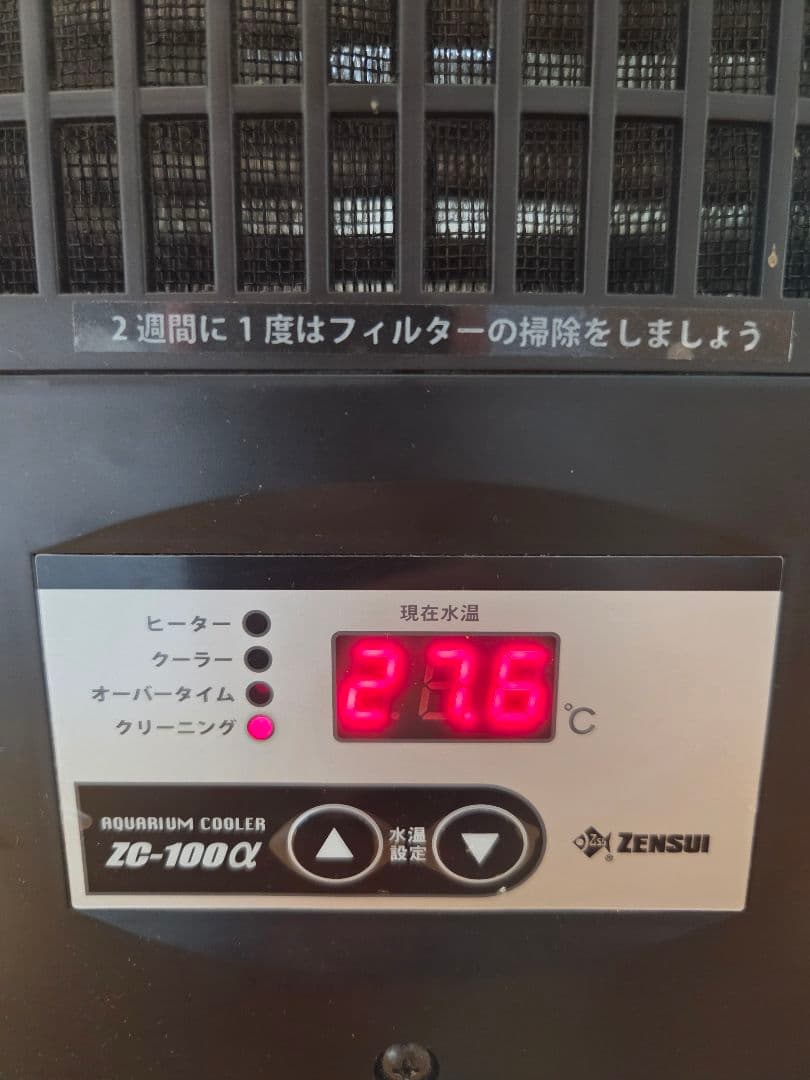 2週間に1度はフィルターの掃除をしましょう
ヒーター
クーラー
オーバータイム
クリーニング
現在水温
27.6
℃
AQUARIUM COOLER
ZC-100α
▲
水温
設定
▼
ZENSUI